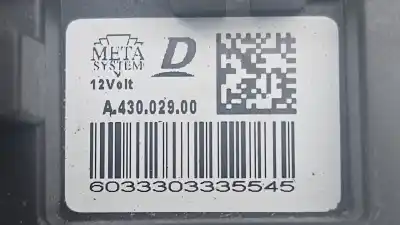 META
SYSTEM
D
12Volt
A.430.029.00
6033303335545